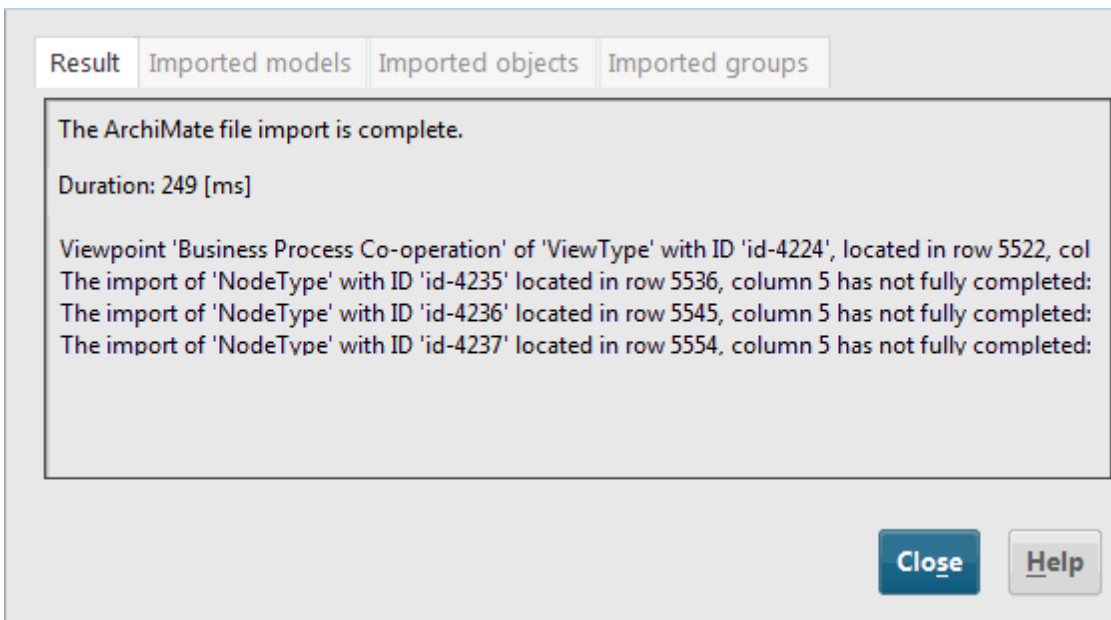 Result Imported models Imported objects Imported groups
The ArchiMate file import is complete.
Duration: 249 [ms]
Viewpoint 'Business Process Co-operation' of 'ViewType' with ID 'id-4224', located in row 5522, col
The import of 'NodeType' with ID 'id-4235' located in row 5536, column 5 has not fully completed:
The import of 'NodeType' with ID 'id-4236' located in row 5545, column 5 has not fully completed:
The import of 'NodeType' with ID 'id-4237' located in row 5554, column 5 has not fully completed:
Close Help